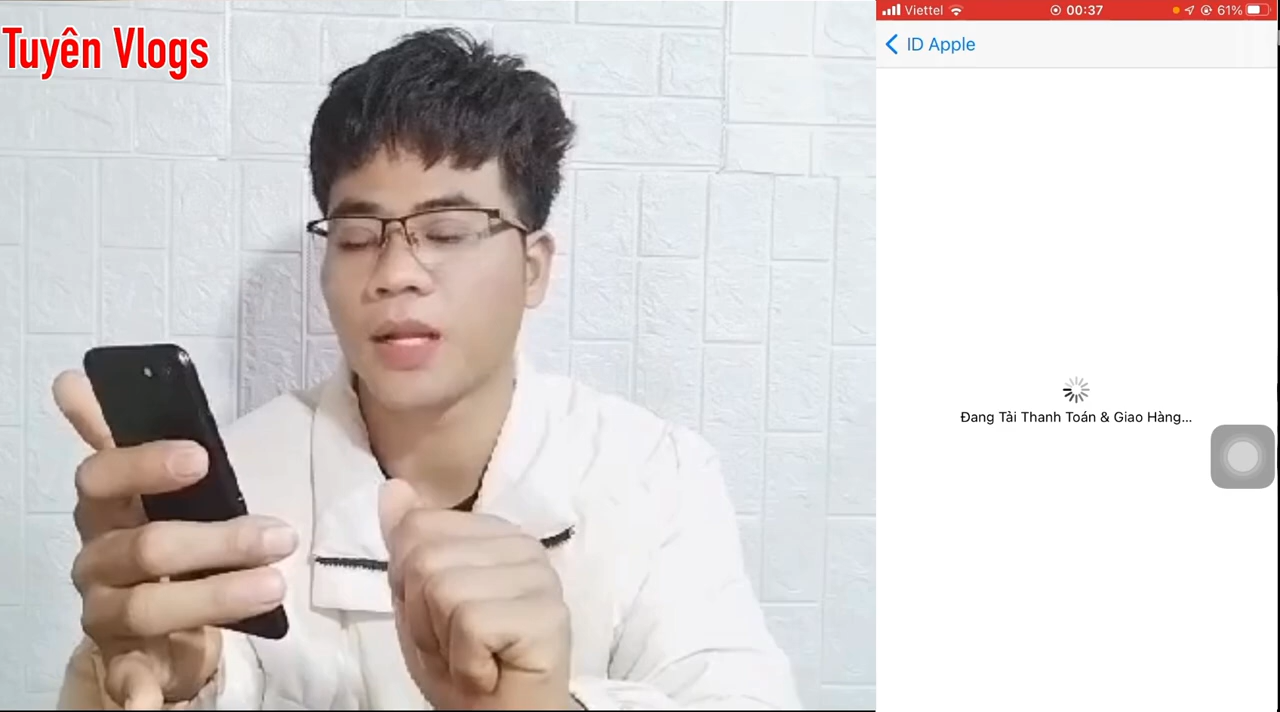 Tuyên Vlogs
Viettel 00:37 61%
ID Apple
Đang Tải Thanh Toán & Giao Hàng...